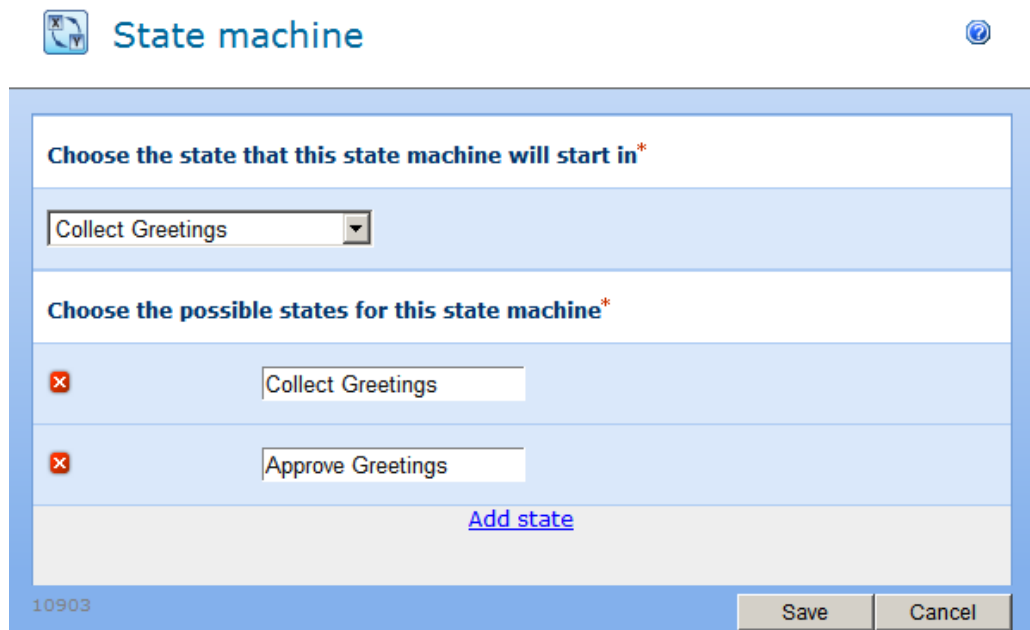 X Y State machine ?
Choose the state that this state machine will start in*
Collect Greetings
Choose the possible states for this state machine*
Collect Greetings
Approve Greetings
Add state
10903
Save Cancel